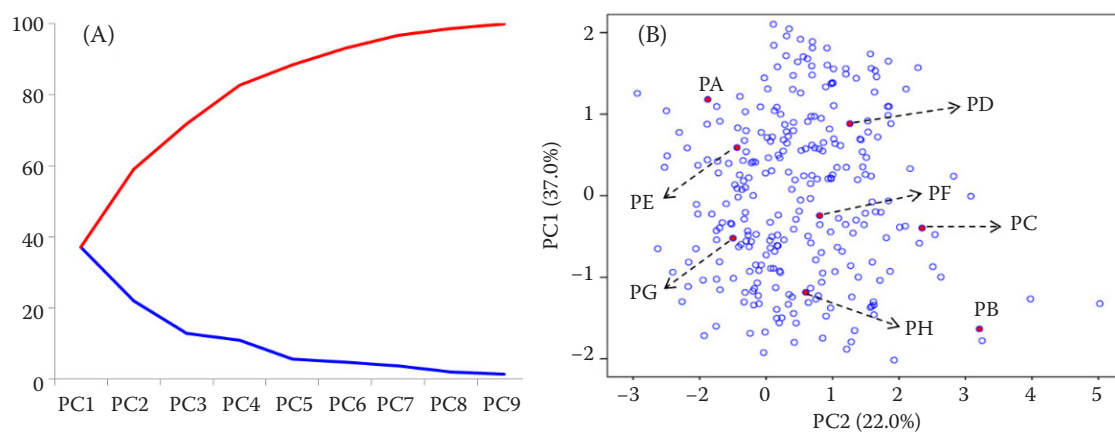 (A)
100
80
60
40
20
0
PC1 PC2 PC3 PC4 PC5 PC6 PC7 PC8 PC9
(B)
PC1 (37.0%)
2
1
0
−1
−2
PA
PD
PE
PF
PC
PG
PB
PH
−3 −2 −1 0 1 2 3 4 5
PC2 (22.0%)